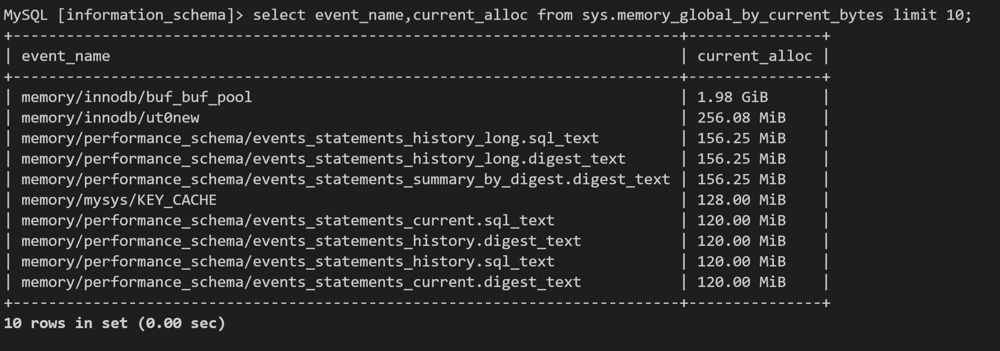 MySQL [information_schema]> select event_name,current_alloc from sys.memory_global_by_current_bytes limit 10;
+---------------------------------------------------------------------------+---------------+
| event_name                                                                | current_alloc |
+---------------------------------------------------------------------------+---------------+
| memory/innodb/buf_buf_pool                                                | 1.98 GiB      |
| memory/innodb/ut0new                                                      | 256.08 MiB    |
| memory/performance_schema/events_statements_history_long.sql_text         | 156.25 MiB    |
| memory/performance_schema/events_statements_history_long.digest_text      | 156.25 MiB    |
| memory/performance_schema/events_statements_summary_by_digest.digest_text | 156.25 MiB    |
| memory/mysys/KEY_CACHE                                                    | 128.00 MiB    |
| memory/performance_schema/events_statements_current.sql_text              | 120.00 MiB    |
| memory/performance_schema/events_statements_history.digest_text           | 120.00 MiB    |
| memory/performance_schema/events_statements_history.sql_text              | 120.00 MiB    |
| memory/performance_schema/events_statements_current.digest_text           | 120.00 MiB    |
+---------------------------------------------------------------------------+---------------+
10 rows in set (0.00 sec)